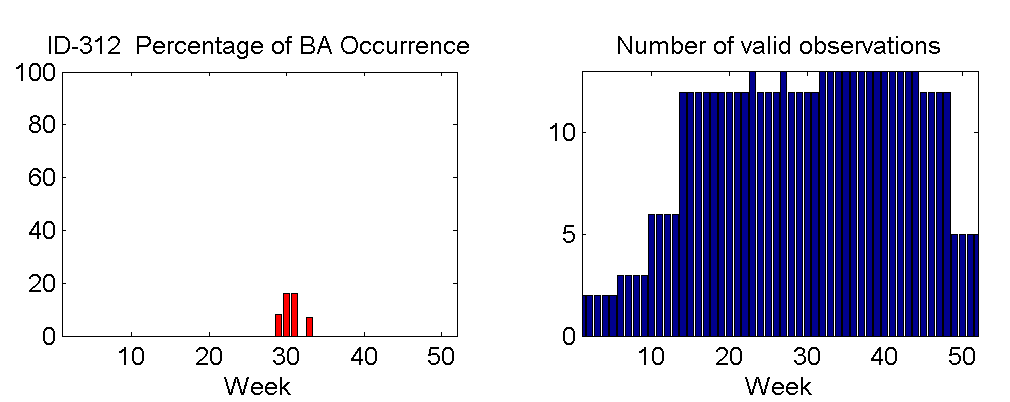 ID-312  Percentage of BA Occurrence
100
80
60
40
20
0
10 20 30 40 50
Week
Number of valid observations
10
5
0
10 20 30 40 50
Week